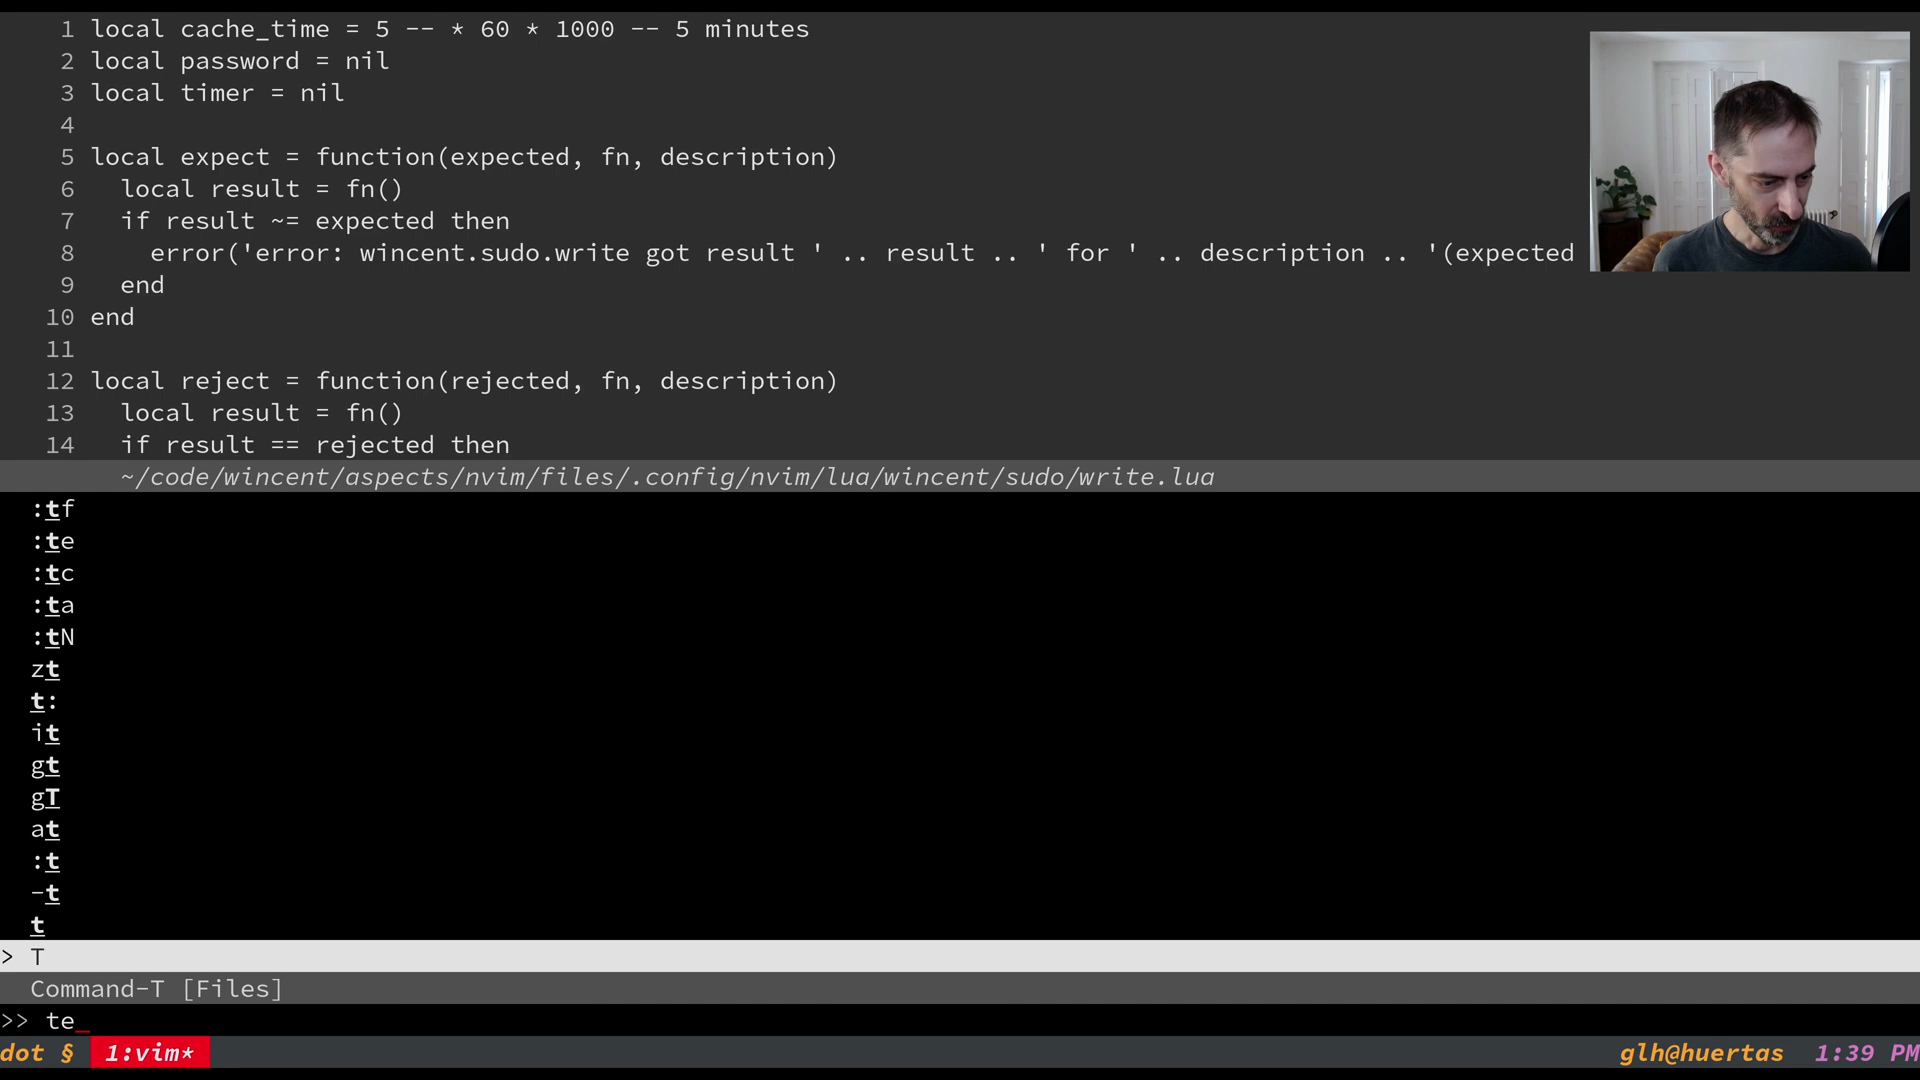 1 local cache_time = 5 -- * 60 * 1000 -- 5 minutes
2 local password = nil
3 local timer = nil
4
5 local expect = function(expected, fn, description)
6   local result = fn()
7   if result ~= expected then
8     error('error: wincent.sudo.write got result ' .. result .. ' for ' .. description .. '(expected
9   end
10 end
11
12 local reject = function(rejected, fn, description)
13   local result = fn()
14   if result == rejected then
~/code/wincent/aspects/nvim/files/.config/nvim/lua/wincent/sudo/write.lua
:tf
:te
:tc
:ta
:tN
zt
t:
it
gt
gT
at
:t
-t
t
> T
Command-T [Files]
>> te_
dot § 1:vim* glh@huertas 1:39 PM